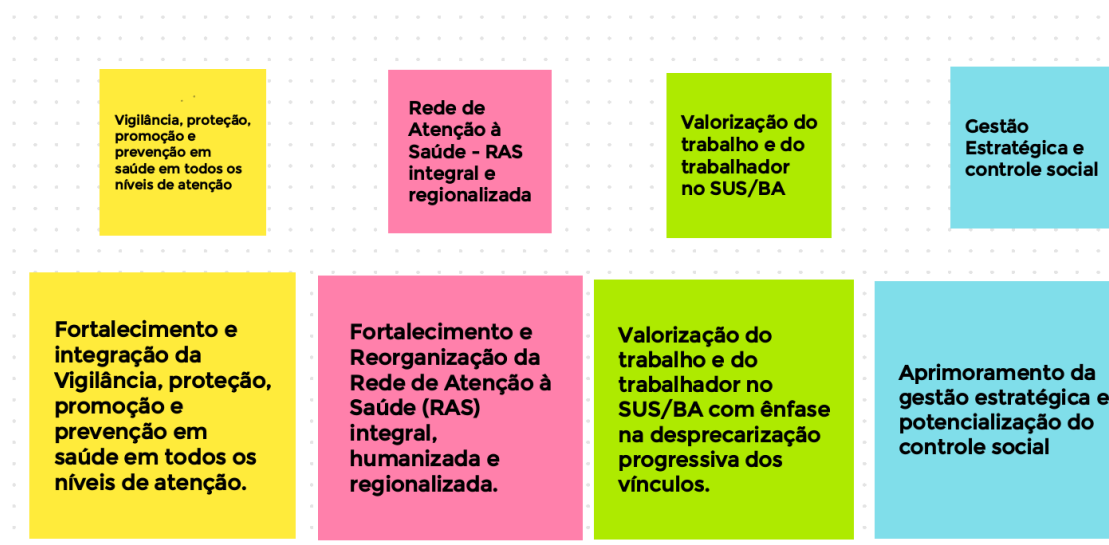 Vigilância, proteção,
promoção e
prevenção em
saúde em todos os
níveis de atenção
Rede de
Atenção à
Saúde - RAS
integral e
regionalizada
Valorização do
trabalho e do
trabalhador
no SUS/BA
Gestão
Estratégica e
controle social
Fortalecimento e
integração da
Vigilância, proteção,
promoção e
prevenção em
saúde em todos os
níveis de atenção.
Fortalecimento e
Reorganização da
Rede de Atenção à
Saúde (RAS)
integral,
humanizada e
regionalizada.
Valorização do
trabalho e do
trabalhador no
SUS/BA com ênfase
na desprecarização
progressiva dos
vínculos.
Aprimoramento da
gestão estratégica e
potencialização do
controle social